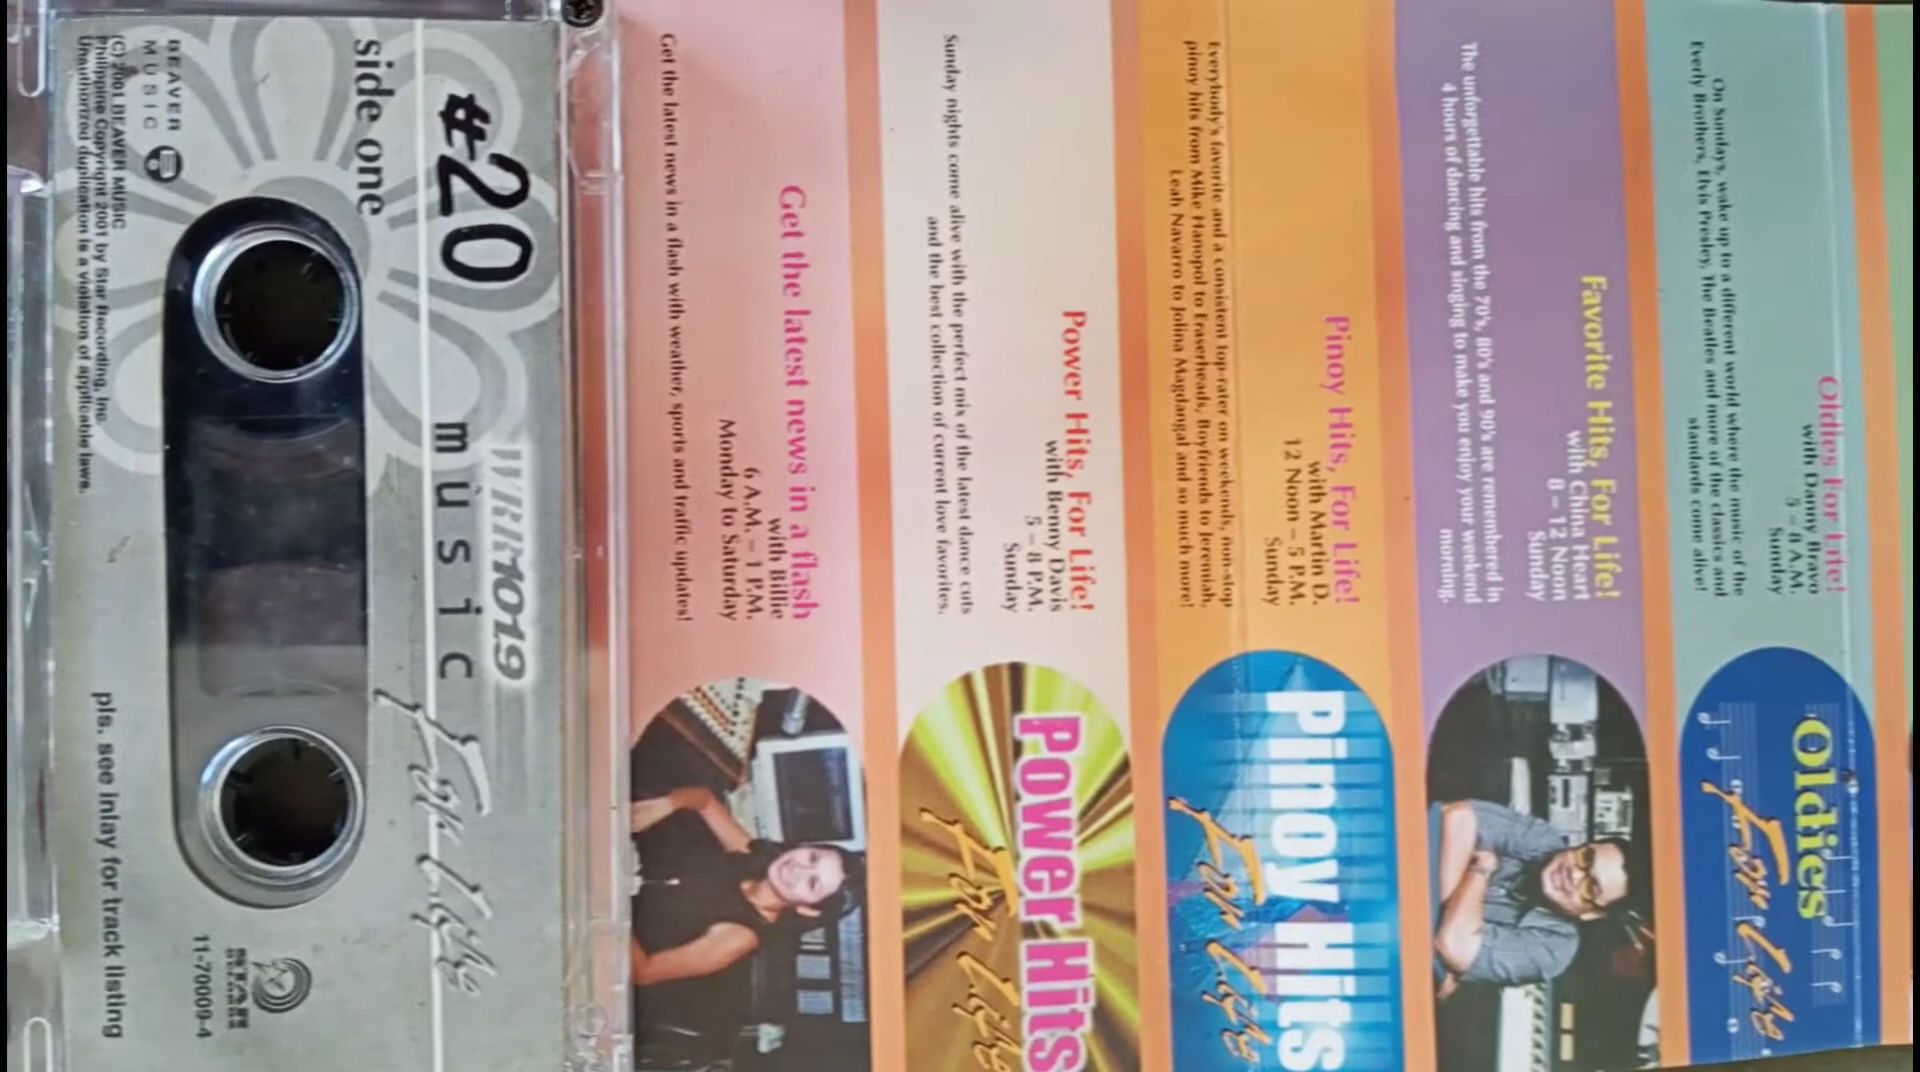 #20
WRR 101.9
music
For Life
side one
BEAVER
MUSIC
(C) 2001 BEAVER MUSIC
Philippine Copyright 2001 by Star Recording, Inc.
Unauthorized duplication is a violation of applicable laws.
pls. see inlay for track listing
STAR
11-70009-4
Oldies For Life!
with Danny Bravo
5 – 8 A.M.
Sunday
On Sundays, wake up to a different world where the music of the
Everly Brothers, Elvis Presley, The Beatles and more of the classics and
standards come alive!
Oldies
For Life
Favorite Hits, For Life!
with China Heart
8 – 12 Noon
Sunday
The unforgettable hits from the 70's, 80's and 90's are remembered in
4 hours of dancing and singing to make you enjoy your weekend
morning.
Pinoy Hits, For Life!
with Martin D.
12 Noon – 5 P.M.
Sunday
Everybody's favorite and a consistent top-rater on weekends, non-stop
pinoy hits from Mike Hanopol to Eraserheads, Boyfriends to Jeremiah,
Leah Navarro to Jolina Magdangal and so much more!
Pinoy Hits
For Life
Power Hits, For Life!
with Benny Davis
5 – 8 P.M.
Sunday
Sunday nights come alive with the perfect mix of the latest dance cuts
and the best collection of current love favorites.
Power Hits
For Life
Get the latest news in a flash
with Billie
6 A.M. – 1 P.M.
Monday to Saturday
Get the latest news in a flash with weather, sports and traffic updates!